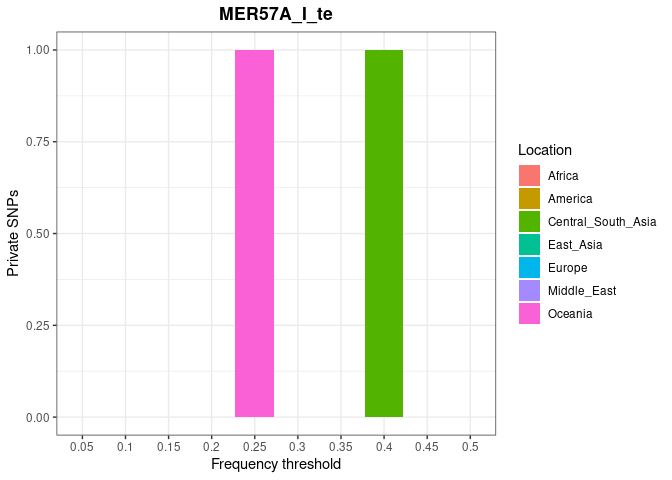 MER57A_I_te
1.00
0.75
0.50
0.25
0.00
Private SNPs
0.05 0.1 0.15 0.2 0.25 0.3 0.35 0.4 0.45 0.5
Frequency threshold
Location
Africa
America
Central_South_Asia
East_Asia
Europe
Middle_East
Oceania